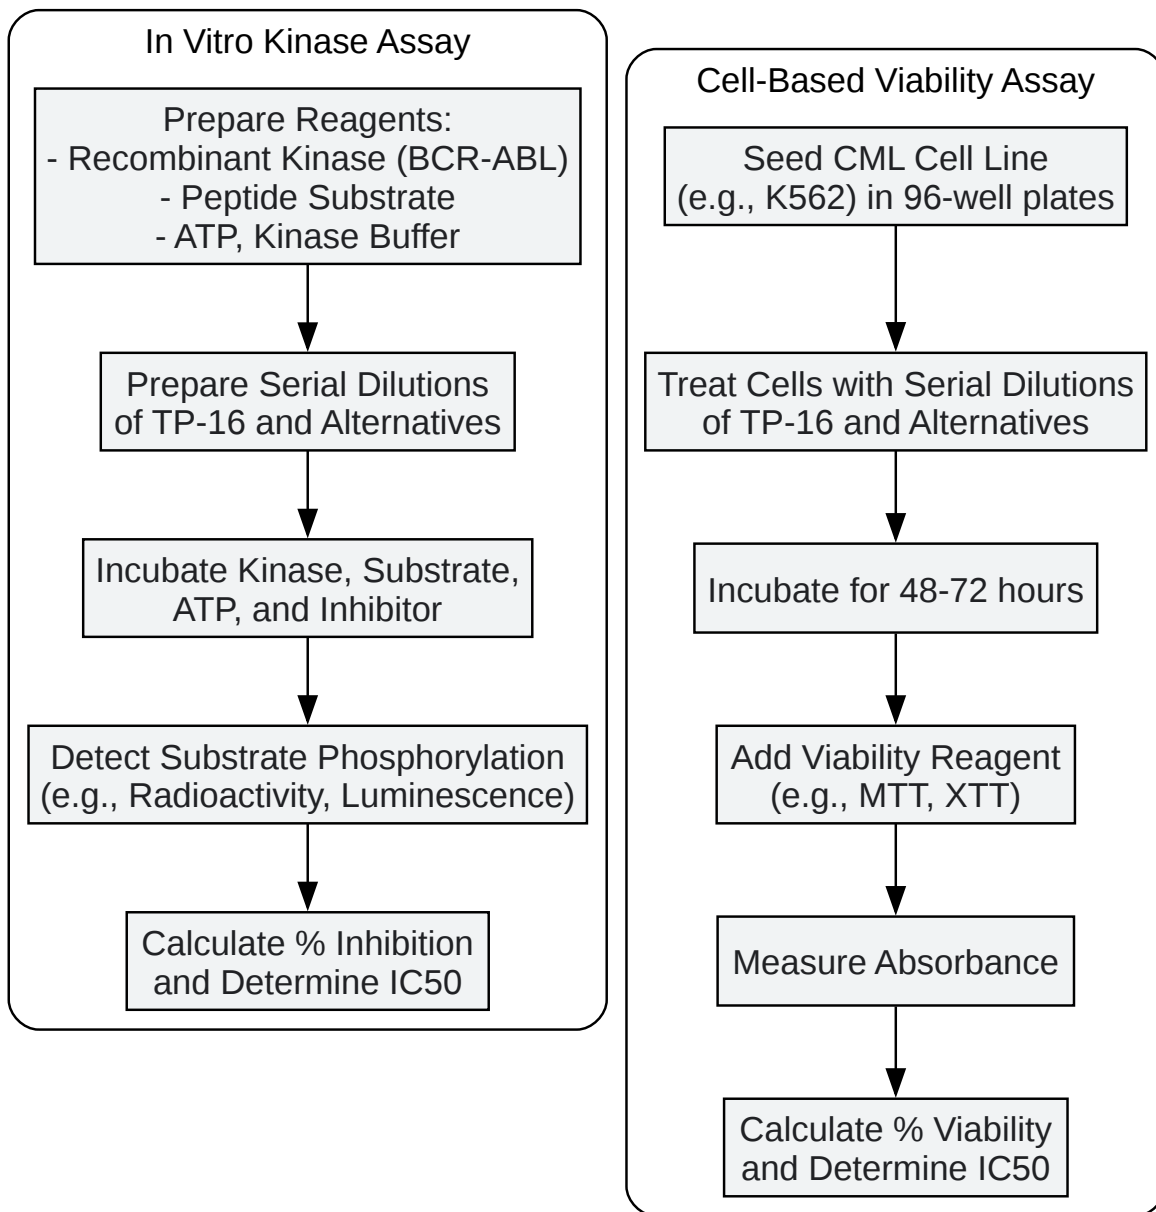 In Vitro Kinase Assay
Prepare Reagents:
- Recombinant Kinase (BCR-ABL)
- Peptide Substrate
- ATP, Kinase Buffer
Prepare Serial Dilutions
of TP-16 and Alternatives
Incubate Kinase, Substrate,
ATP, and Inhibitor
Detect Substrate Phosphorylation
(e.g., Radioactivity, Luminescence)
Calculate % Inhibition
and Determine IC50
Cell-Based Viability Assay
Seed CML Cell Line
(e.g., K562) in 96-well plates
Treat Cells with Serial Dilutions
of TP-16 and Alternatives
Incubate for 48-72 hours
Add Viability Reagent
(e.g., MTT, XTT)
Measure Absorbance
Calculate % Viability
and Determine IC50